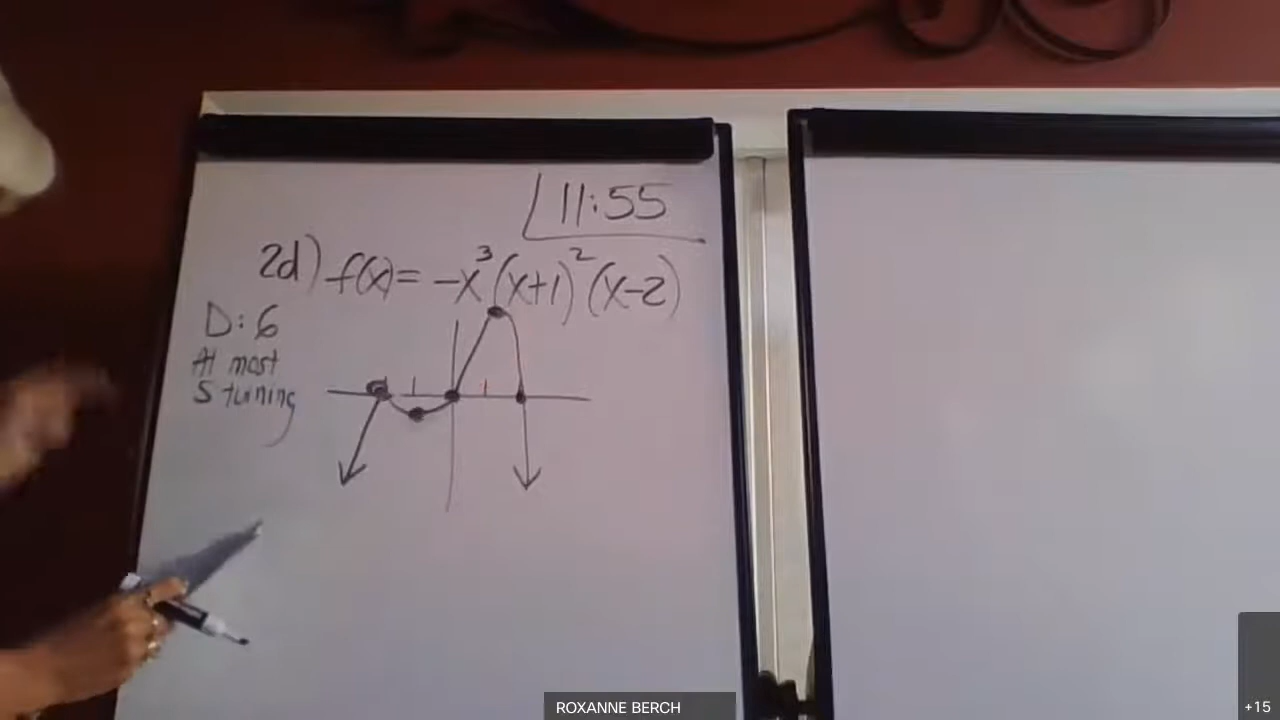 11:55
2d) f(x) = -x³(x+1)²(x-2)
D: 6
At most
5 turning
ROXANNE BERCH
+15